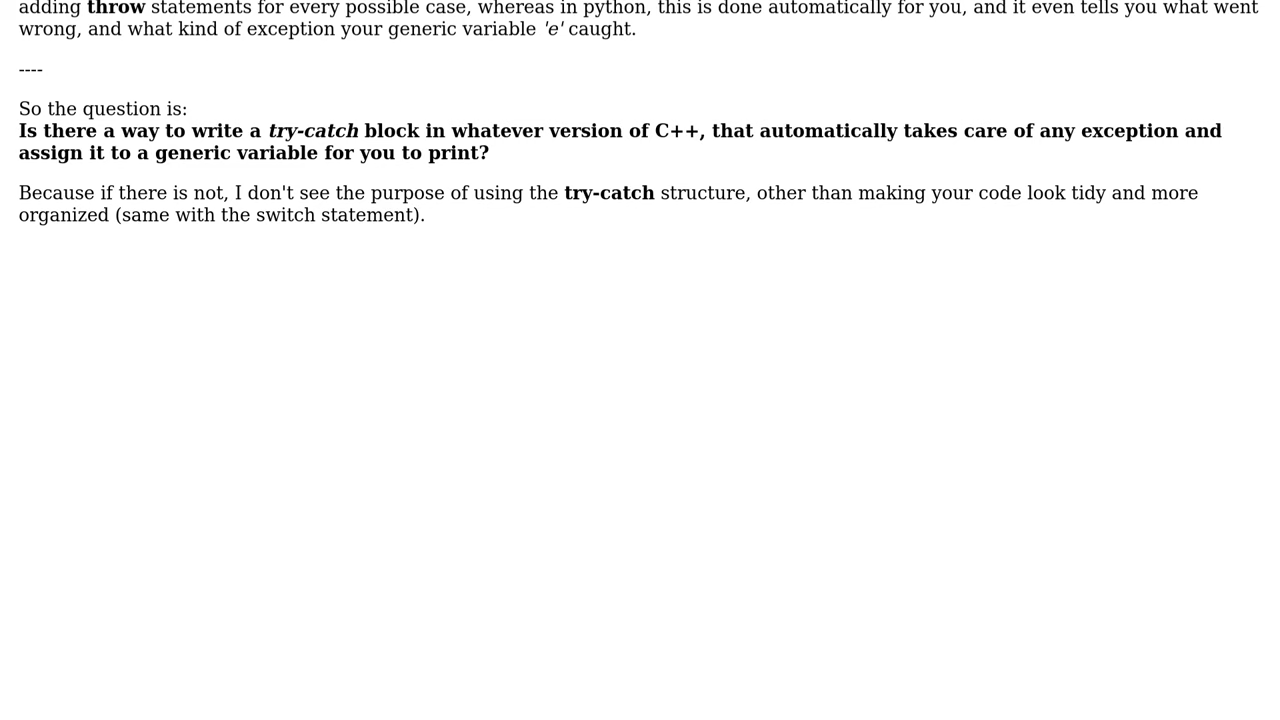 adding throw statements for every possible case, whereas in python, this is done automatically for you, and it even tells you what went
wrong, and what kind of exception your generic variable 'e' caught.
----
So the question is:
Is there a way to write a try-catch block in whatever version of C++, that automatically takes care of any exception and
assign it to a generic variable for you to print?
Because if there is not, I don't see the purpose of using the try-catch structure, other than making your code look tidy and more
organized (same with the switch statement).